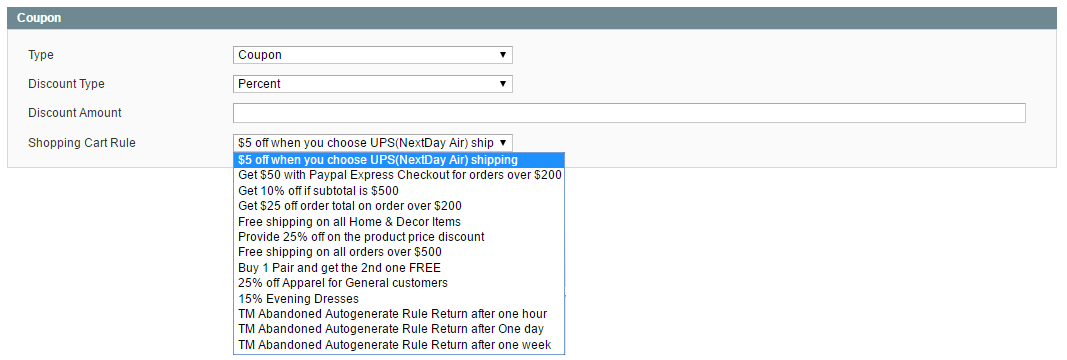 Coupon
Type Coupon
Discount Type Percent
Discount Amount
Shopping Cart Rule $5 off when you choose UPS(NextDay Air) ship
$5 off when you choose UPS(NextDay Air) shipping
Get $50 with Paypal Express Checkout for orders over $200
Get 10% off if subtotal is $500
Get $25 off order total on order over $200
Free shipping on all Home & Decor Items
Provide 25% off on the product price discount
Free shipping on all orders over $500
Buy 1 Pair and get the 2nd one FREE
25% off Apparel for General customers
15% Evening Dresses
TM Abandoned Autogenerate Rule Return after one hour
TM Abandoned Autogenerate Rule Return after One day
TM Abandoned Autogenerate Rule Return after one week